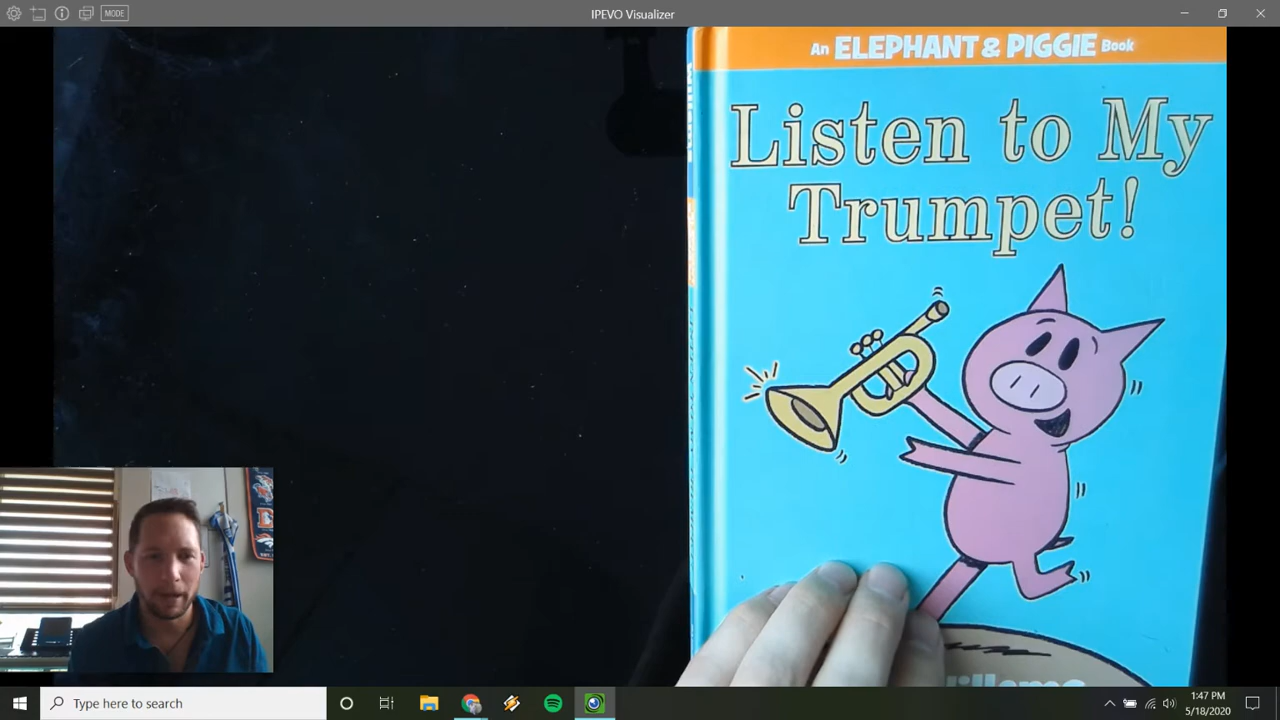 MODE
IPEVO Visualizer
An ELEPHANT & PIGGIE Book
Listen to My
Trumpet!
Type here to search
1:47 PM
5/18/2020